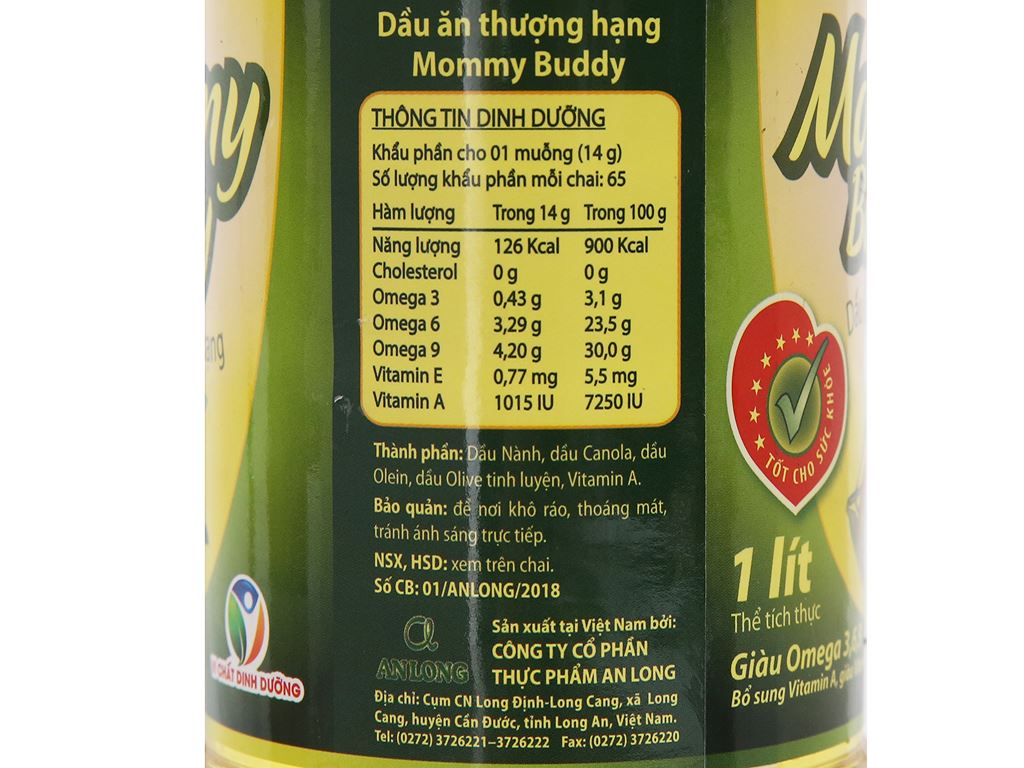 Dầu ăn thượng hạng
Mommy Buddy
THÔNG TIN DINH DƯỠNG
Khẩu phần cho 01 muỗng (14 g)
Số lượng khẩu phần mỗi chai: 65
Hàm lượng Trong 14 g Trong 100 g
Năng lượng 126 Kcal 900 Kcal
Cholesterol 0 g 0 g
Omega 3 0,43 g 3,1 g
Omega 6 3,29 g 23,5 g
Omega 9 4,20 g 30,0 g
Vitamin E 0,77 mg 5,5 mg
Vitamin A 1015 IU 7250 IU
Thành phần: Dầu Nành, dầu Canola, dầu
Olein, dầu Olive tinh luyện, Vitamin A.
Bảo quản: để nơi khô ráo, thoáng mát,
tránh ánh sáng trực tiếp.
NSX, HSD: xem trên chai.
Số CB: 01/ANLONG/2018
ANLONG
Sản xuất tại Việt Nam bởi:
CÔNG TY CỔ PHẦN
THỰC PHẨM AN LONG
Địa chỉ: Cụm CN Long Định-Long Cang, xã Long
Cang, huyện Cần Đước, tỉnh Long An, Việt Nam.
Tel: (0272) 3726221–3726222 Fax: (0272) 3726220
CHẤT DINH DƯỠNG
TỐT CHO SỨC KHỎE
1 lít
Thể tích thực
Giàu Omega 3,6
Bổ sung Vitamin A,